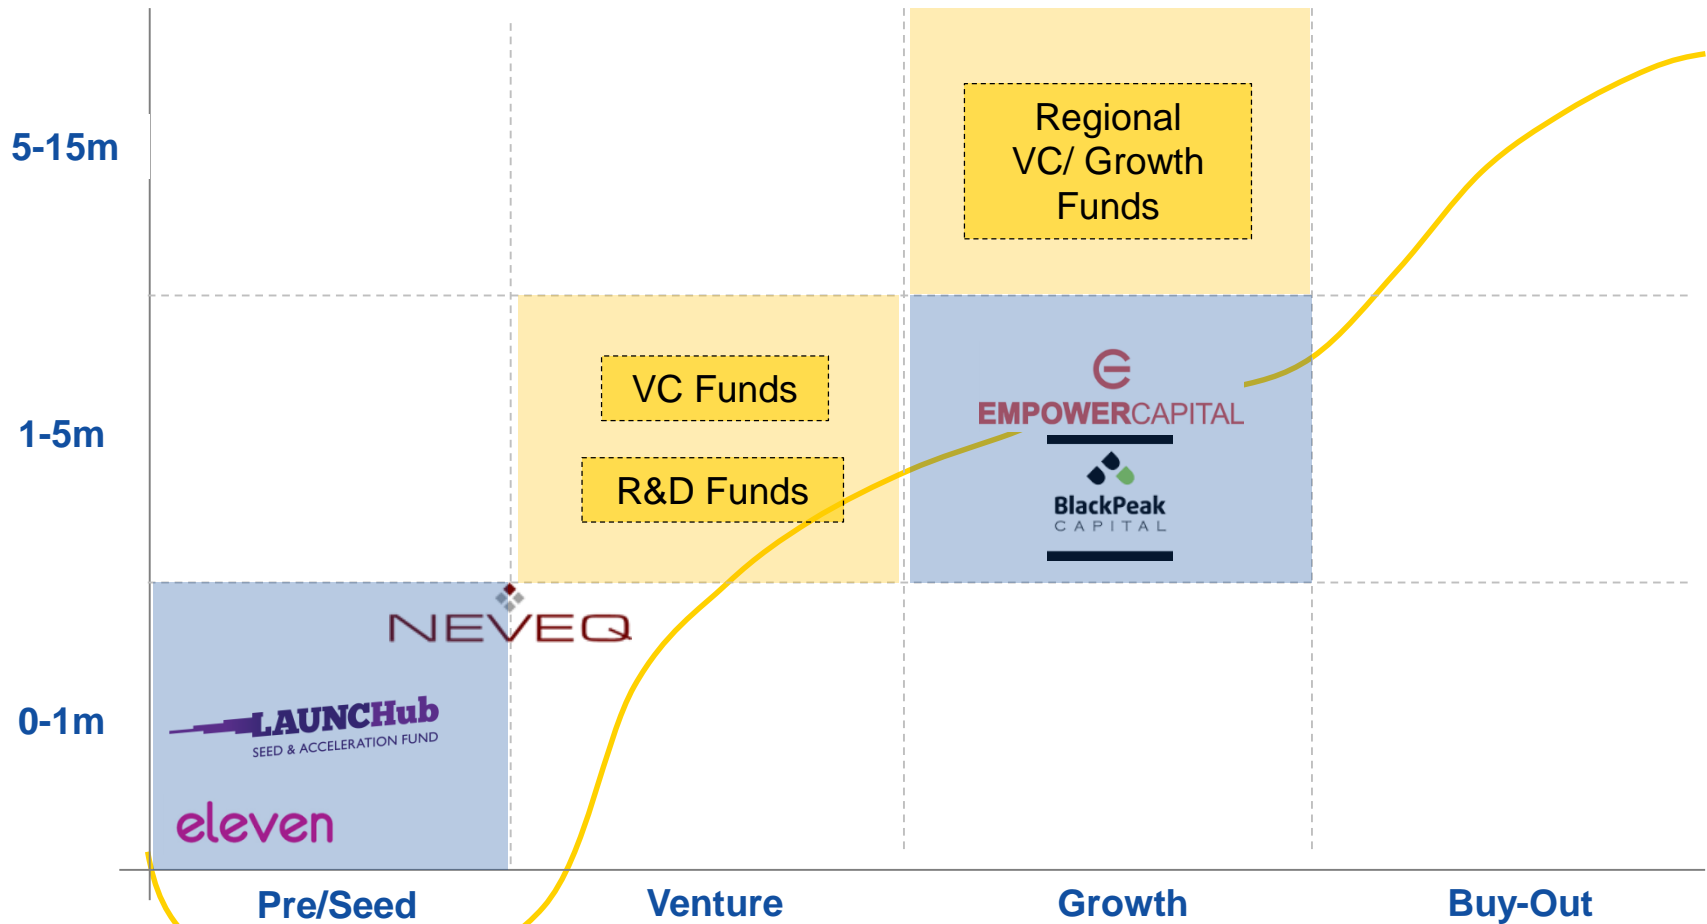 5-15m
Regional
VC/ Growth
Funds
1-5m
VC Funds
R&D Funds
EMPOWERCAPITAL
BlackPeak
CAPITAL
0-1m
NEVEQ
LAUNCHub
SEED & ACCELERATION FUND
eleven
Pre/Seed
Venture
Growth
Buy-Out